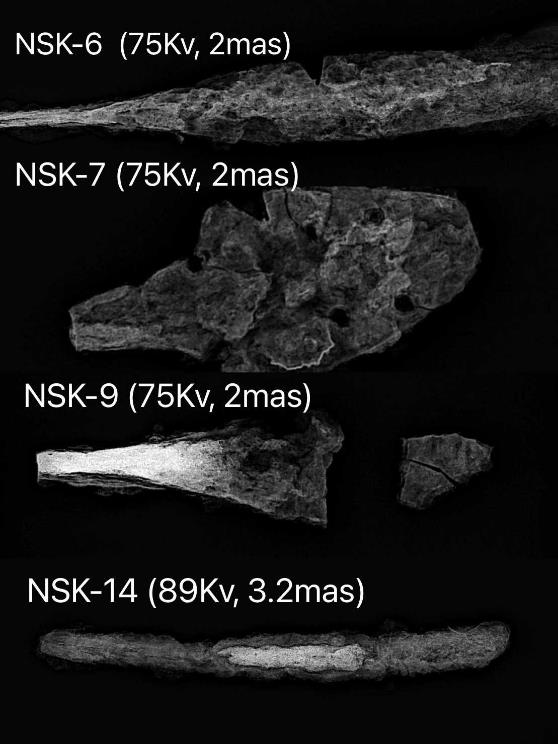 NSK-6 (75Kv, 2mas)
NSK-7 (75Kv, 2mas)
NSK-9 (75Kv, 2mas)
NSK-14 (89Kv, 3.2mas)